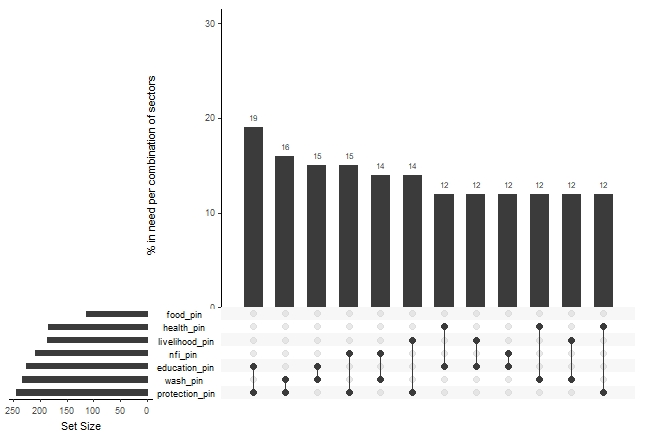 % in need per combination of sectors
30
20
10
0
19
16
15
15
14
14
12
12
12
12
12
12
food_pin
health_pin
livelihood_pin
nfi_pin
education_pin
wash_pin
protection_pin
250 200 150 100 50 0
Set Size